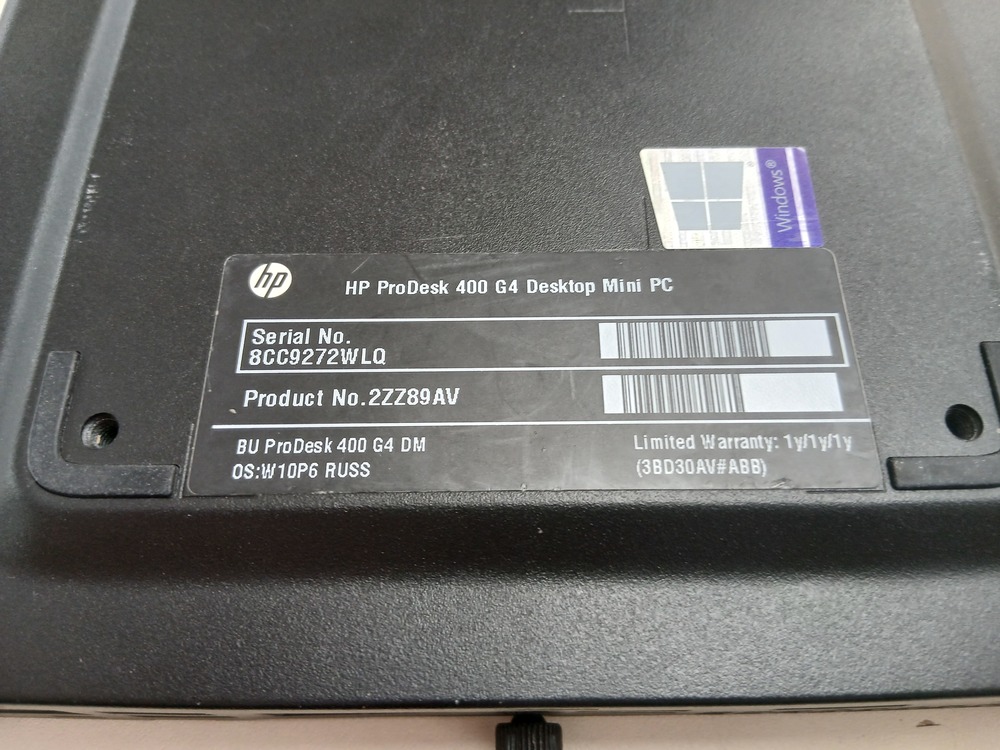 Windows®
hp
HP ProDesk 400 G4 Desktop Mini PC
Serial No.
8CC9272WLQ
Product No.2ZZ89AV
BU ProDesk 400 G4 DM
Limited Warranty: 1y/1y/1y
OS:W10P6 RUSS
(3BD30AV#ABB)